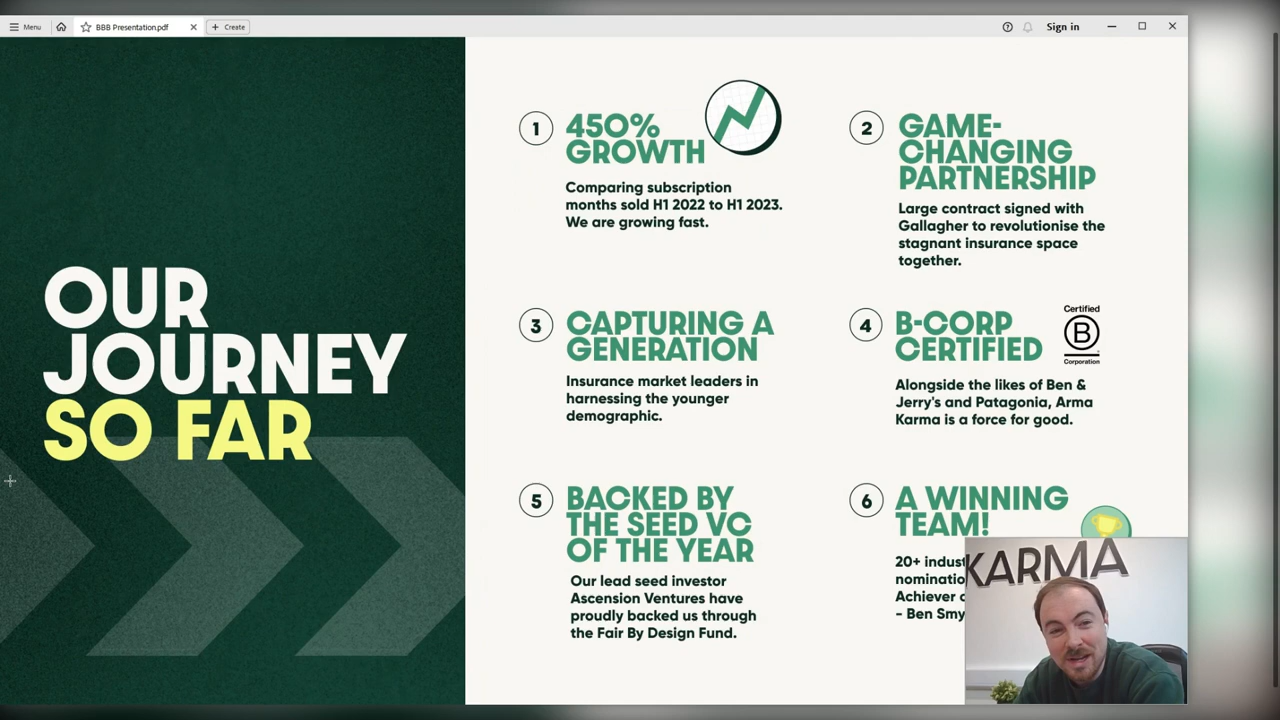 Menu
BBB Presentation.pdf
Create
Sign in
OUR
JOURNEY
SO FAR
1
450%
GROWTH
Comparing subscription
months sold H1 2022 to H1 2023.
We are growing fast.
2
GAME-
CHANGING
PARTNERSHIP
Large contract signed with
Gallagher to revolutionise the
stagnant insurance space
together.
3
CAPTURING A
GENERATION
Insurance market leaders in
harnessing the younger
demographic.
4
B-CORP
CERTIFIED
Certified
B
Corporation
Alongside the likes of Ben &
Jerry's and Patagonia, Arma
Karma is a force for good.
5
BACKED BY
THE SEED VC
OF THE YEAR
Our lead seed investor
Ascension Ventures have
proudly backed us through
the Fair By Design Fund.
6
A WINNING
TEAM!
20+
Achiever
- Ben
KARMA